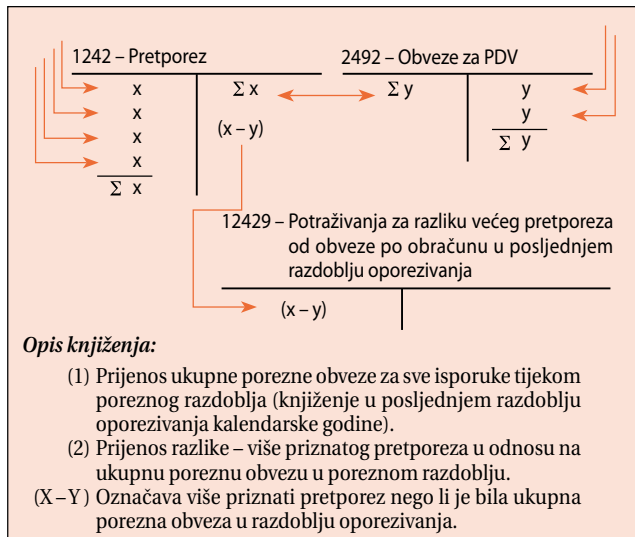 1242 – Pretporez 2492 – Obveze za PDV
x Σ x Σ y y
x (x – y) y
x Σ y
x
Σ x
12429 – Potraživanja za razliku većeg pretporeza
od obveze po obračunu u posljednjem
razdoblju oporezivanja
(x – y)
Opis knjiženja:
(1) Prijenos ukupne porezne obveze za sve isporuke tijekom
poreznog razdoblja (knjiženje u posljednjem razdoblju
oporezivanja kalendarske godine).
(2) Prijenos razlike – više priznatog pretporeza u odnosu na
ukupnu poreznu obvezu u poreznom razdoblju.
(X – Y) Označava više priznati pretporez nego li je bila ukupna
porezna obveza u razdoblju oporezivanja.